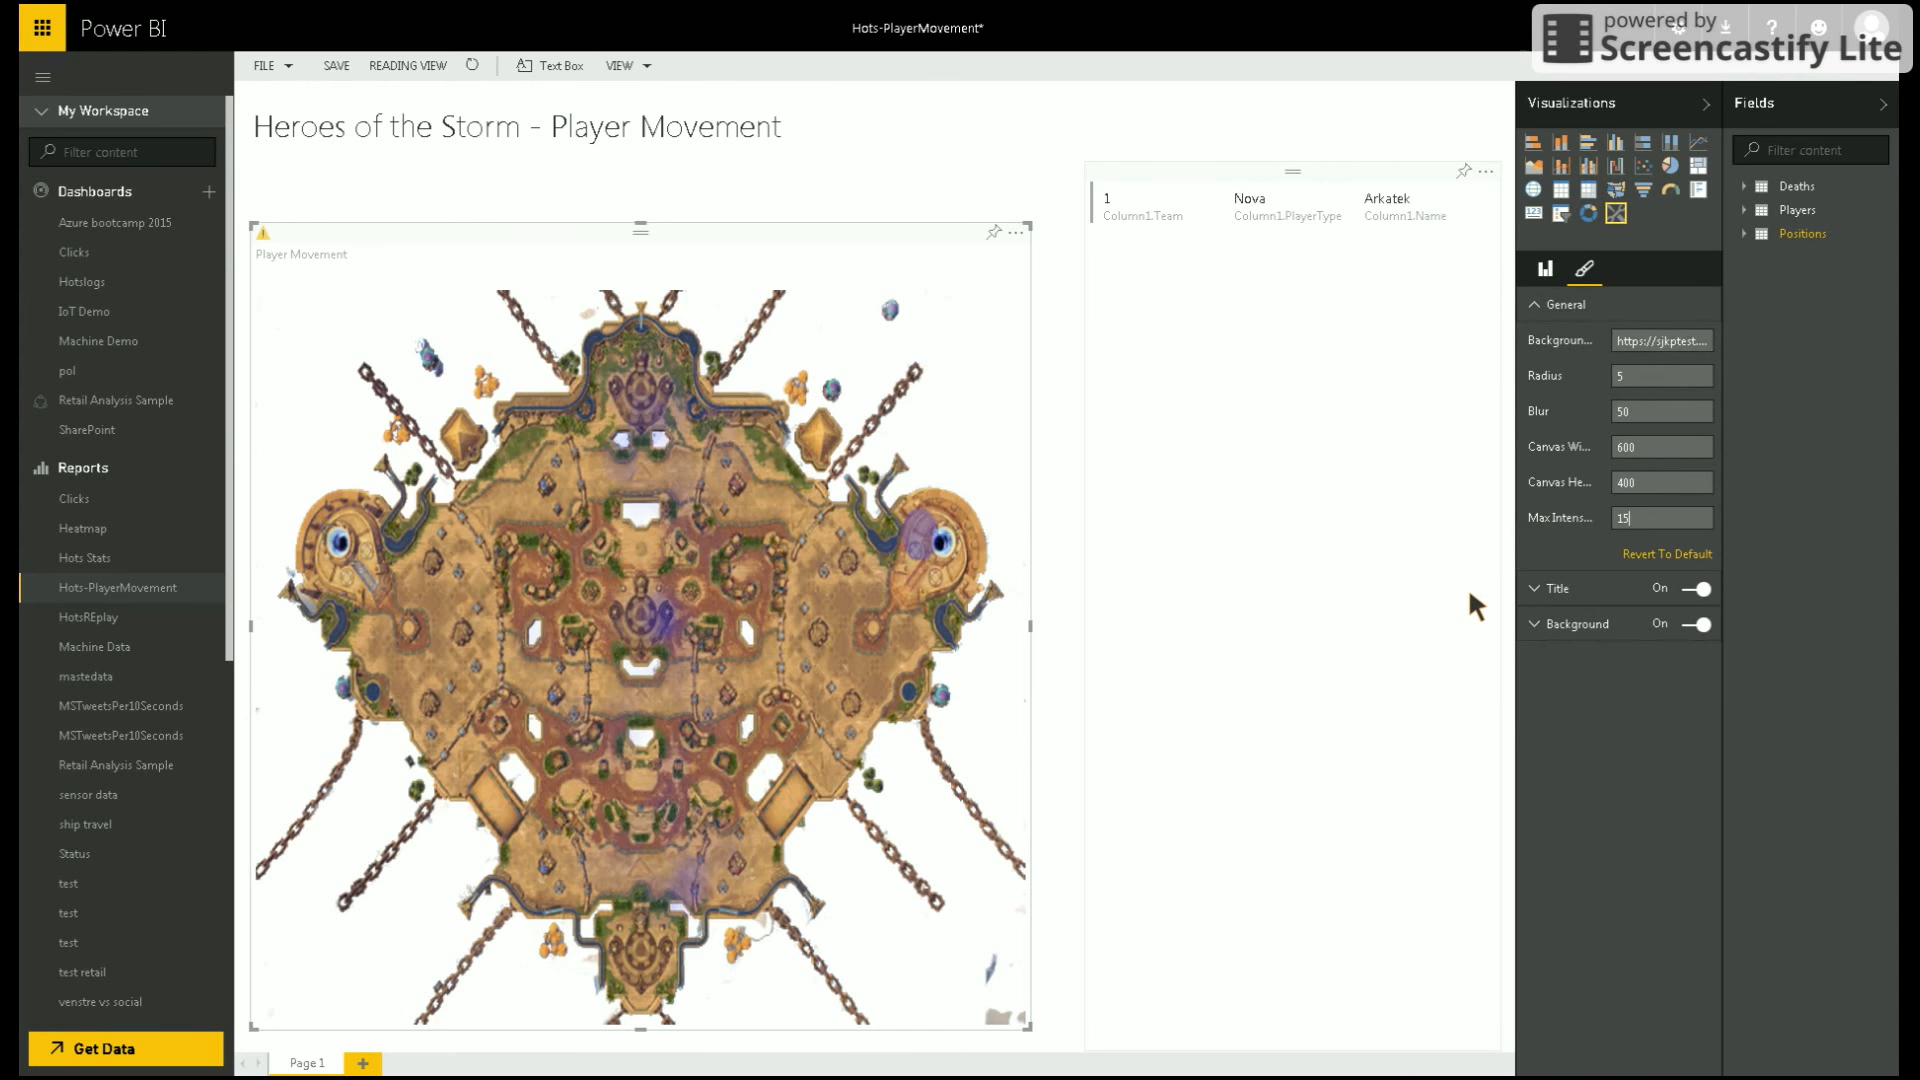 Power BI
Hots-PlayerMovement*
powered by
Screencastify Lite
FILE
SAVE
READING VIEW
Text Box
VIEW
My Workspace
Filter content
Dashboards
Azure bootcamp 2015
Clicks
Hotslogs
IoT Demo
Machine Demo
pol
Retail Analysis Sample
SharePoint
Reports
Clicks
Heatmap
Hots Stats
Hots-PlayerMovement
HotsREplay
Machine Data
mastedata
MSTweetsPer10Seconds
MSTweetsPer10Seconds
Retail Analysis Sample
sensor data
ship travel
Status
test
test
test
test retail
venstre vs social
Get Data
Heroes of the Storm - Player Movement
Player Movement
1 Nova Arkatek
Column1.Team Column1.PlayerType Column1.Name
Page 1
Visualizations
123
General
Backgroun... https://sjkptest....
Radius 5
Blur 50
Canvas Wi... 600
Canvas He... 400
Max Intens... 15
Revert To Default
Title On
Background On
Fields
Filter content
Deaths
Players
Positions